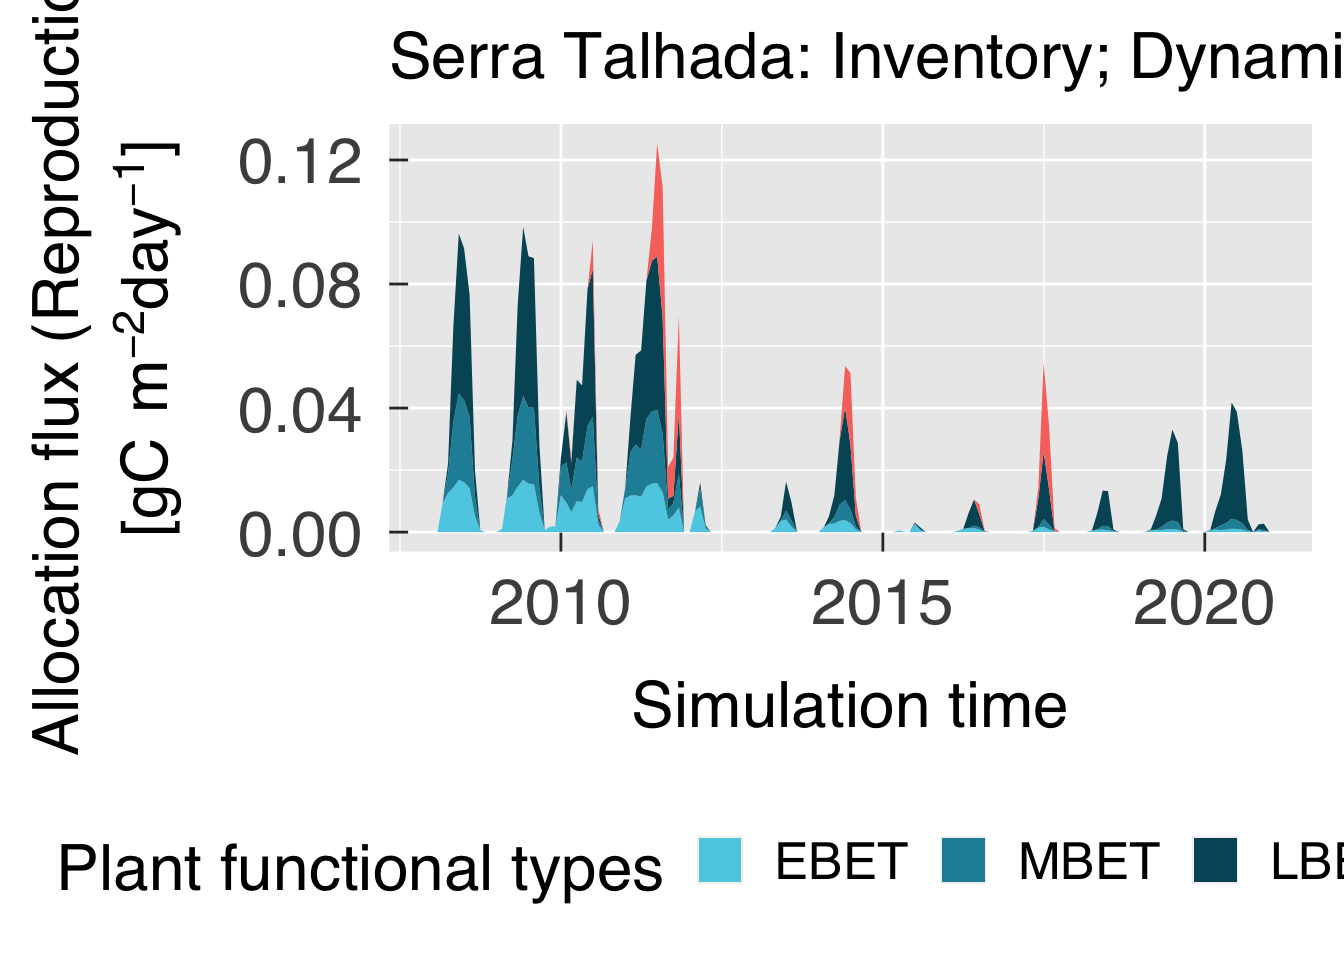 Serra Talhada: Inventory; Dynami
Allocation flux (Reproductio
[gC m−2day−1]
0.12
0.08
0.04
0.00
2010 2015 2020
Simulation time
Plant functional types EBET MBET LBE